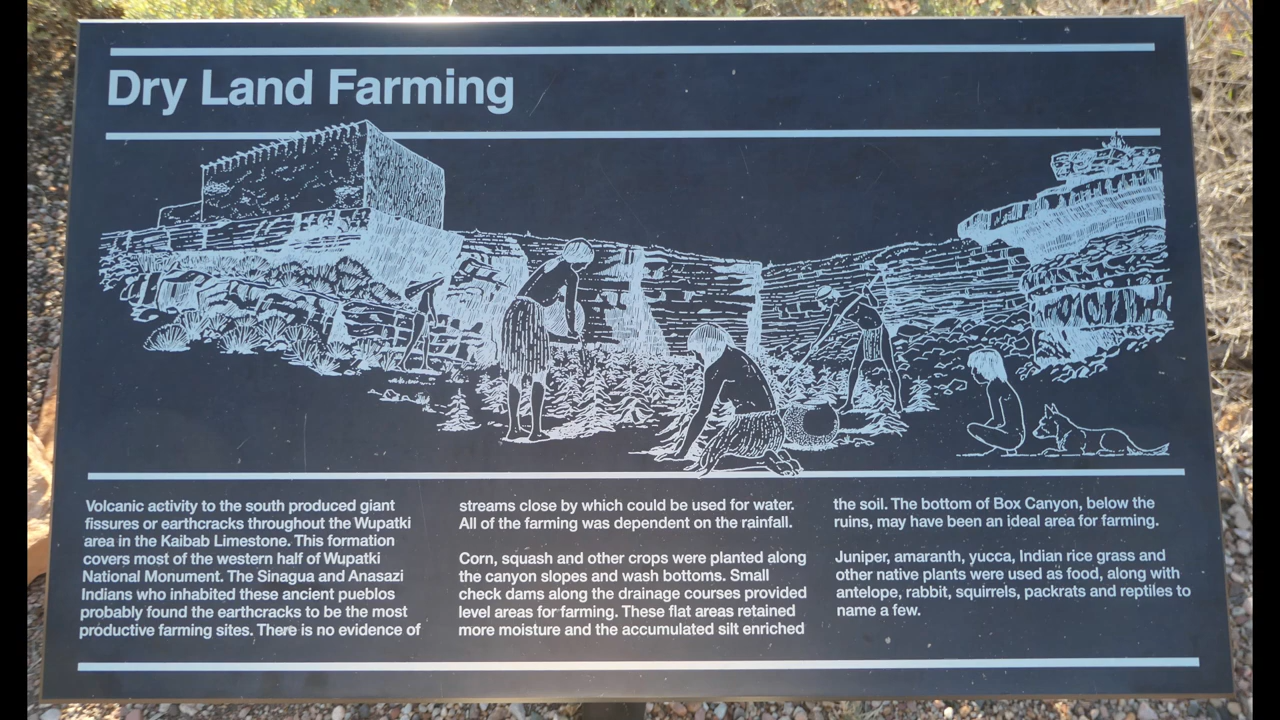 Dry Land Farming
Volcanic activity to the south produced giant
fissures or earthcracks throughout the Wupatki
area in the Kaibab Limestone. This formation
covers most of the western half of Wupatki
National Monument. The Sinagua and Anasazi
Indians who inhabited these ancient pueblos
probably found the earthcracks to be the most
productive farming sites. There is no evidence of
streams close by which could be used for water.
All of the farming was dependent on the rainfall.
Corn, squash and other crops were planted along
the canyon slopes and wash bottoms. Small
check dams along the drainage courses provided
level areas for farming. These flat areas retained
more moisture and the accumulated silt enriched
the soil. The bottom of Box Canyon, below the
ruins, may have been an ideal area for farming.
Juniper, amaranth, yucca, Indian rice grass and
other native plants were used as food, along with
antelope, rabbit, squirrels, packrats and reptiles to
name a few.